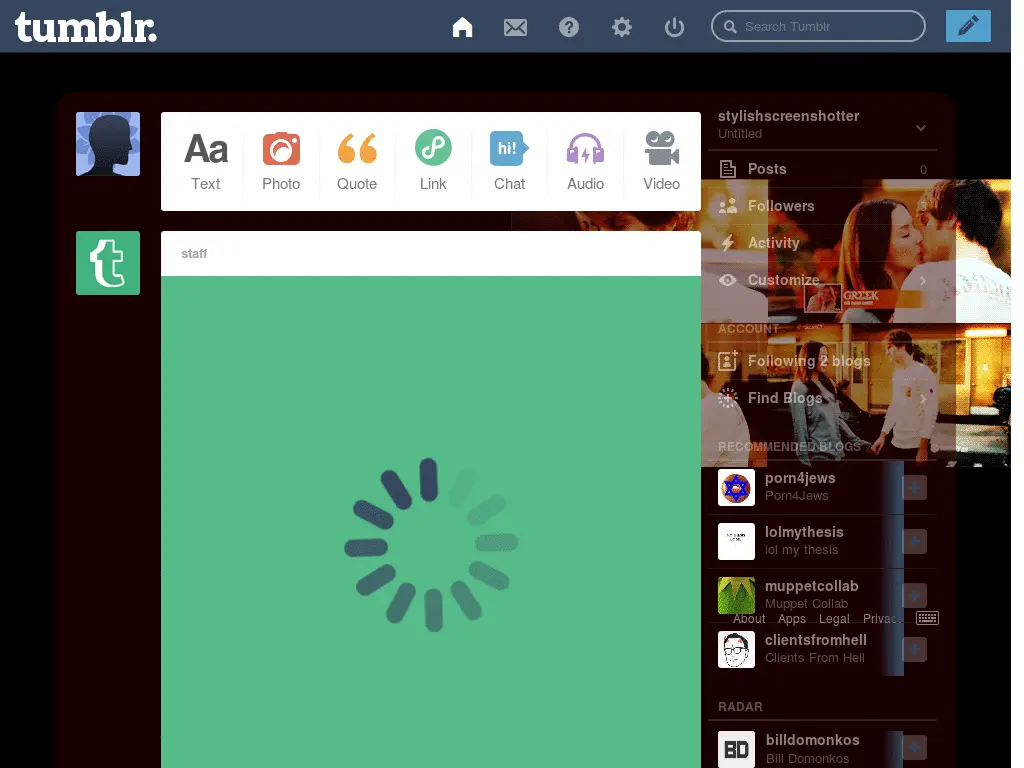 tumblr.
Search Tumblr
Aa
hi!
Text
Photo
Quote
Link
Chat
Audio
Video
staff
stylishscreenshotter
Untitled
Posts 0
Followers
Activity
Customize
GREEK
ACCOUNT
Following 2 blogs
Find Blogs
RECOMMENDED BLOGS
porn4jews
Porn4Jews
lolmythesis
lol my thesis
muppetcollab
Muppet Collab
About Apps Legal Privac
clientsfromhell
Clients From Hell
RADAR
billdomonkos
BD
Bill Domonkos